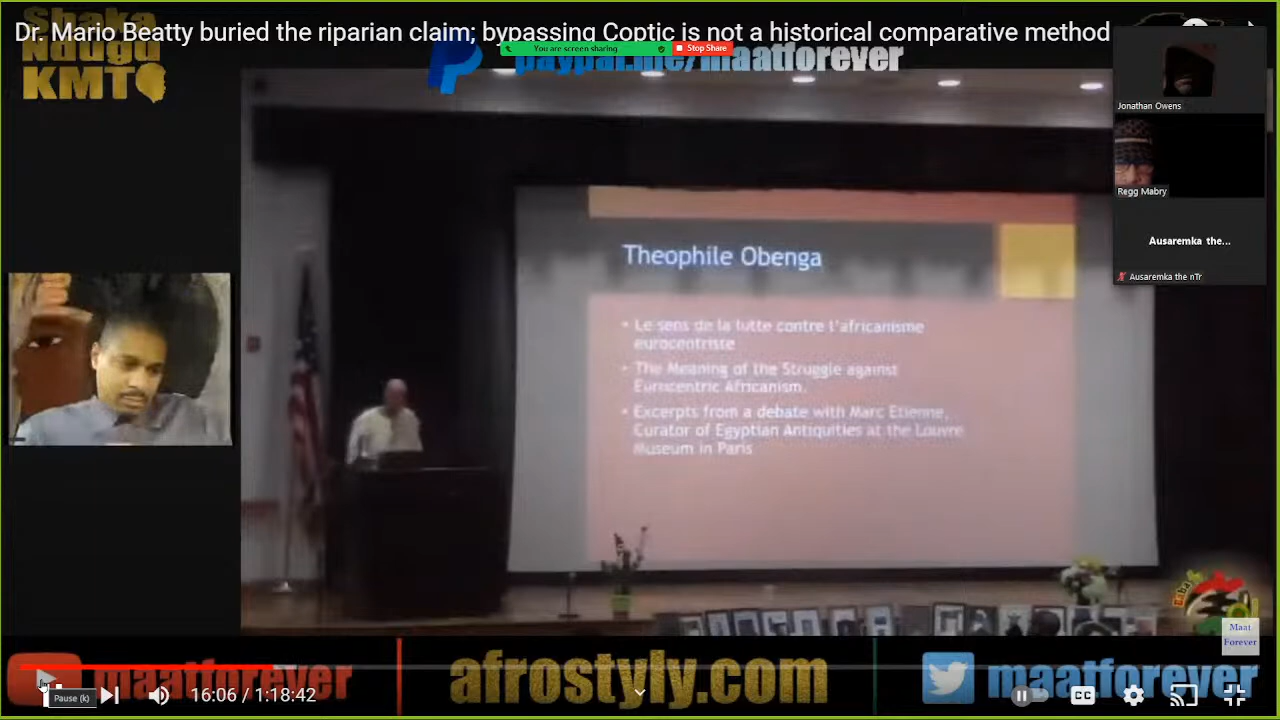 Dr. Mario Beatty buried the riparian claim; bypassing Coptic is not a historical comparative method
Shaka
Ndugu
KMT
You are screen sharing
Stop Share
paypal.me/maatforever
Jonathan Owens
Regg Mabry
Ausaremka the...
Ausaremka the nTr
Theophile Obenga
• Le sens de la lutte contre l'africanisme
eurocentriste
• The Meaning of the Struggle against
Eurocentric Africanism.
• Excerpts from a debate with Marc Etienne,
Curator of Egyptian Antiquities at the Louvre
Museum in Paris
Maat
Forever
maatforever
afrostyly.com
maatforever
Pause (k)
16:06 / 1:18:42
CC